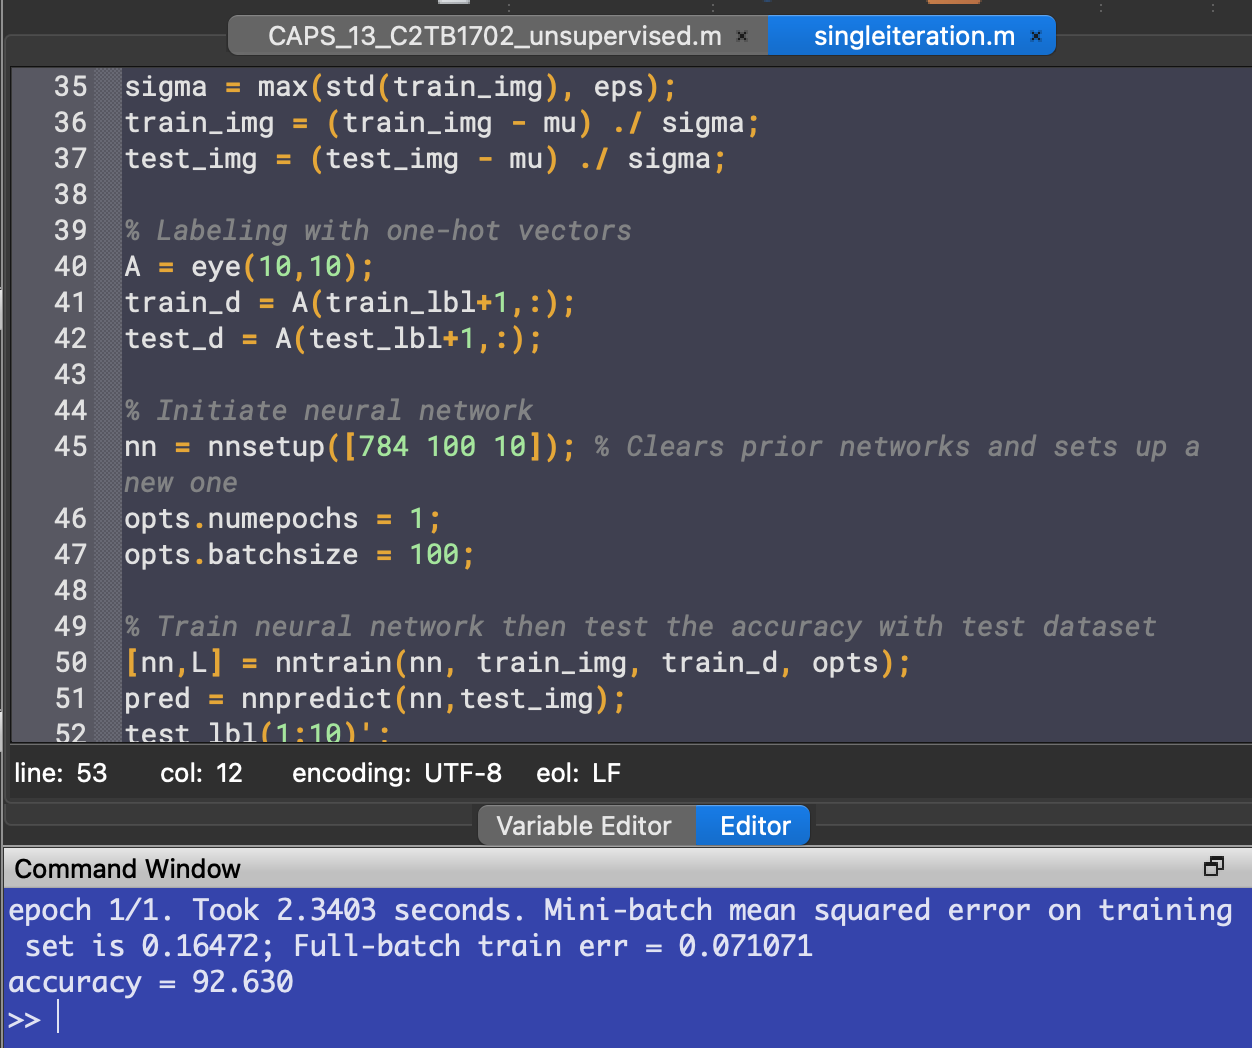 CAPS_13_C2TB1702_unsupervised.m × singleiteration.m ×
35 sigma = max(std(train_img), eps);
36 train_img = (train_img - mu) ./ sigma;
37 test_img = (test_img - mu) ./ sigma;
38
39 % Labeling with one-hot vectors
40 A = eye(10,10);
41 train_d = A(train_lbl+1,:);
42 test_d = A(test_lbl+1,:);
43
44 % Initiate neural network
45 nn = nnsetup([784 100 10]); % Clears prior networks and sets up a
new one
46 opts.numepochs = 1;
47 opts.batchsize = 100;
48
49 % Train neural network then test the accuracy with test dataset
50 [nn,L] = nntrain(nn, train_img, train_d, opts);
51 pred = nnpredict(nn,test_img);
52 test_lbl(1:10)';
line: 53 col: 12 encoding: UTF-8 eol: LF
Variable Editor Editor
Command Window
epoch 1/1. Took 2.3403 seconds. Mini-batch mean squared error on training
set is 0.16472; Full-batch train err = 0.071071
accuracy = 92.630
>>